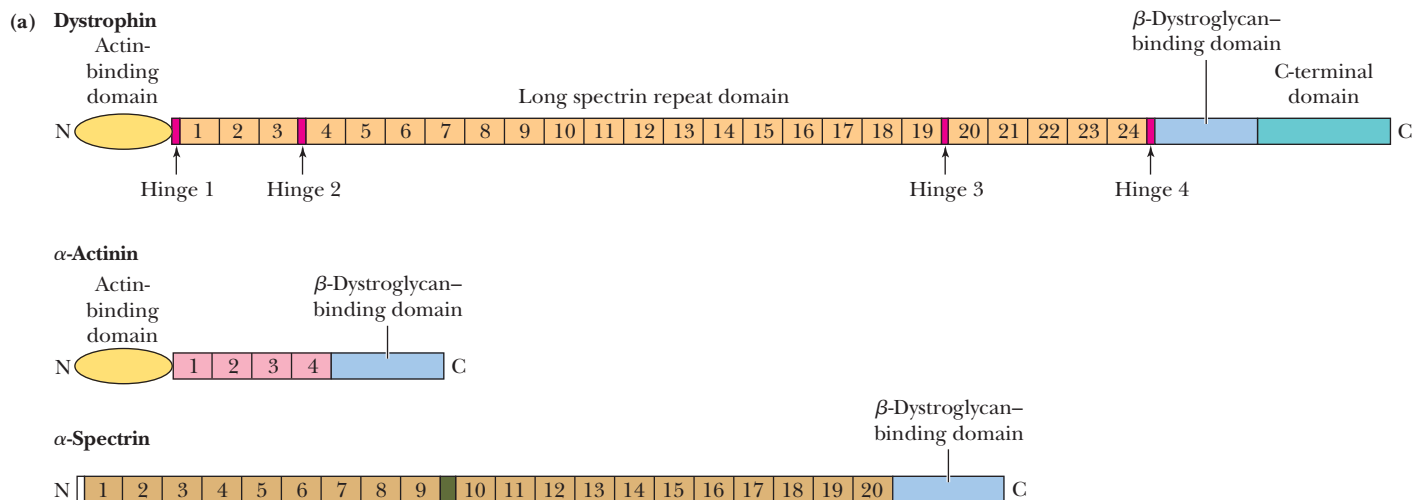 (a) Dystrophin
Actin-
binding
domain
β-Dystroglycan–
binding domain
C-terminal
domain
Long spectrin repeat domain
N 1 2 3 4 5 6 7 8 9 10 11 12 13 14 15 16 17 18 19 20 21 22 23 24 C
Hinge 1 Hinge 2 Hinge 3 Hinge 4
α-Actinin
Actin-
binding
domain
β-Dystroglycan–
binding domain
N 1 2 3 4 C
α-Spectrin
β-Dystroglycan–
binding domain
N 1 2 3 4 5 6 7 8 9 10 11 12 13 14 15 16 17 18 19 20 C